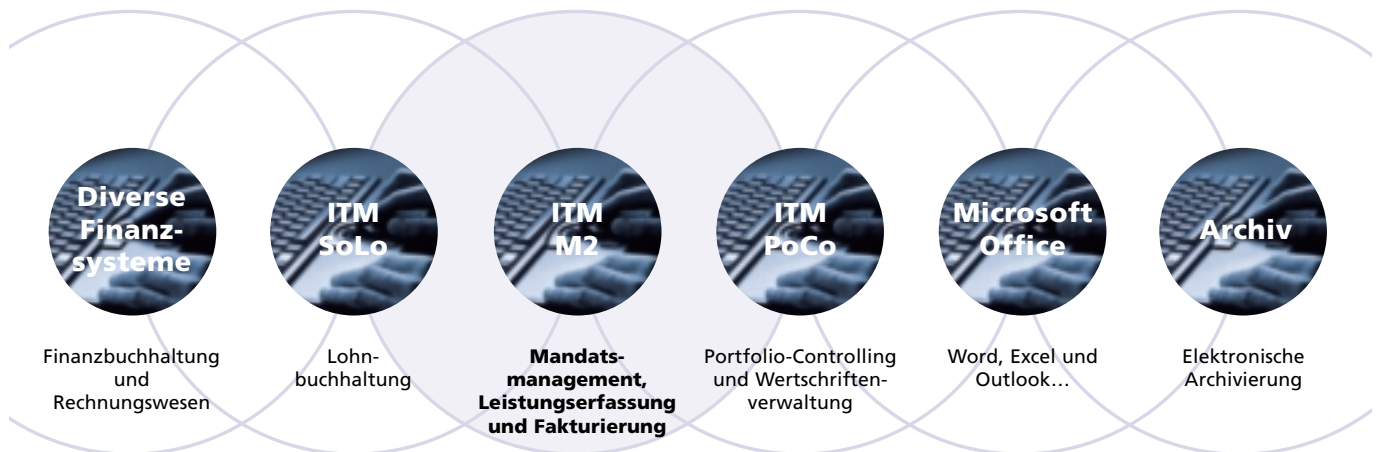 Diverse
Finanz-
systeme
ITM
SoLo
ITM
M2
ITM
PoCo
Microsoft
Office
Archiv
Finanzbuchhaltung
und
Rechnungswesen
Lohn-
buchhaltung
Mandats-
management,
Leistungserfassung
und Fakturierung
Portfolio-Controlling
und Wertschriften-
verwaltung
Word, Excel und
Outlook…
Elektronische
Archivierung